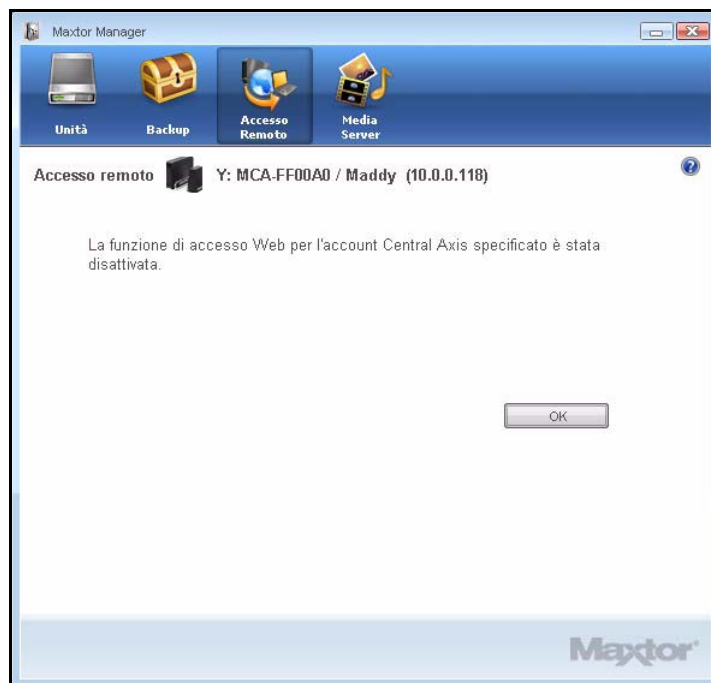 Maxtor Manager
Unità
Backup
Accesso
Remoto
Media
Server
Accesso remoto Y: MCA-FF00A0 / Maddy (10.0.0.118)
?
La funzione di accesso Web per l'account Central Axis specificato è stata
disattivata.
OK
Maxtor